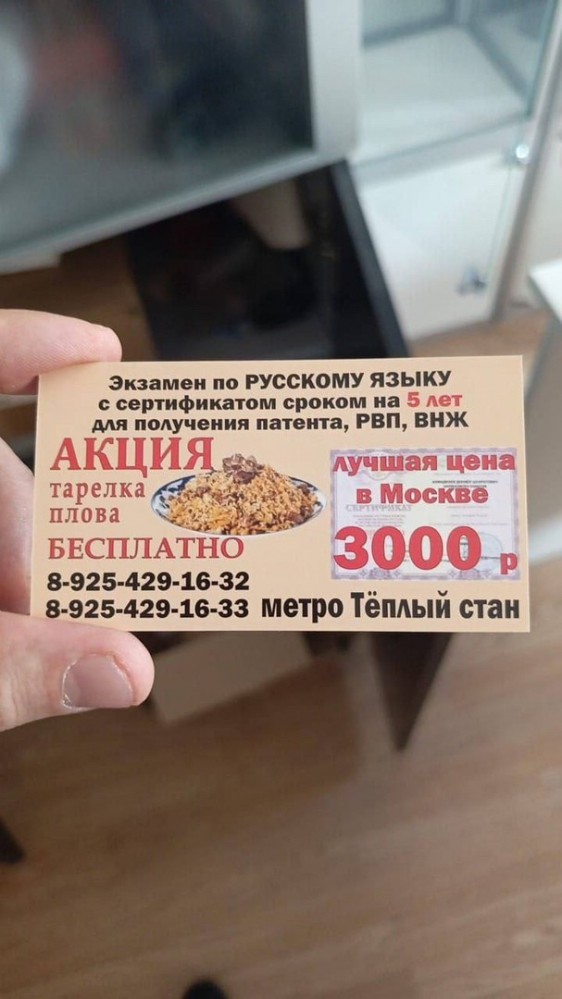 Экзамен по РУССКОМУ ЯЗЫКУ
с сертификатом сроком на 5 лет
для получения патента, РВП, ВНЖ
АКЦИЯ
тарелка
плова
БЕСПЛАТНО
лучшая цена
в Москве
СЕРТИФИКАТ
3000 р
8-925-429-16-32
8-925-429-16-33 метро Тёплый стан